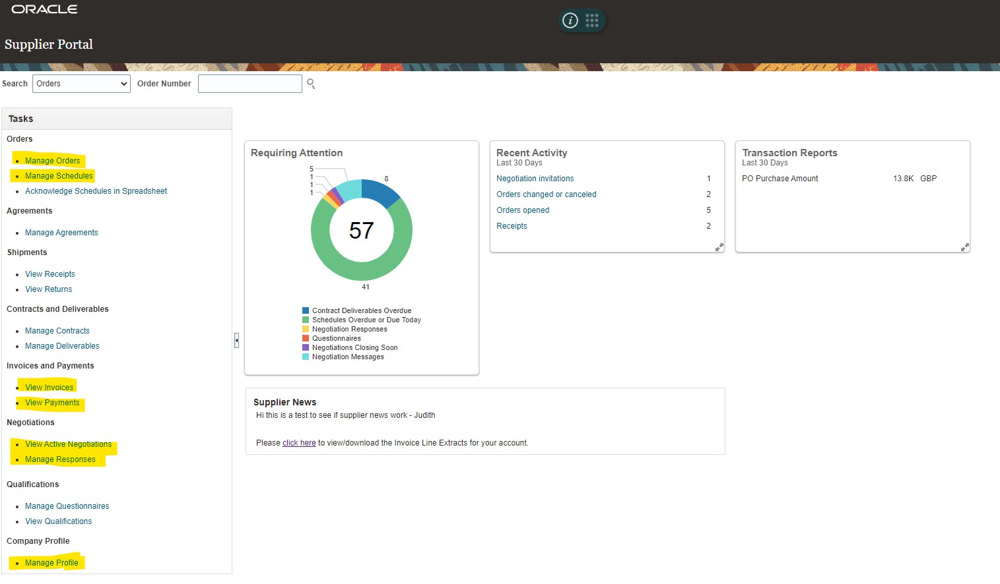 ORACLE
Supplier Portal
Search Orders Order Number
Tasks
Orders
Manage Orders
Manage Schedules
Acknowledge Schedules in Spreadsheet
Agreements
Manage Agreements
Shipments
View Receipts
View Returns
Contracts and Deliverables
Manage Contracts
Manage Deliverables
Invoices and Payments
View Invoices
View Payments
Negotiations
View Active Negotiations
Manage Responses
Qualifications
Manage Questionnaires
View Qualifications
Company Profile
Manage Profile
Requiring Attention
5
1
1
1
8
57
41
Contract Deliverables Overdue
Schedules Overdue or Due Today
Negotiation Responses
Questionnaires
Negotiations Closing Soon
Negotiation Messages
Recent Activity
Last 30 Days
Negotiation invitations 1
Orders changed or canceled 2
Orders opened 5
Receipts 2
Transaction Reports
Last 30 Days
PO Purchase Amount 13.8K GBP
Supplier News
Hi this is a test to see if supplier news work - Judith
Please click here to view/download the Invoice Line Extracts for your account.